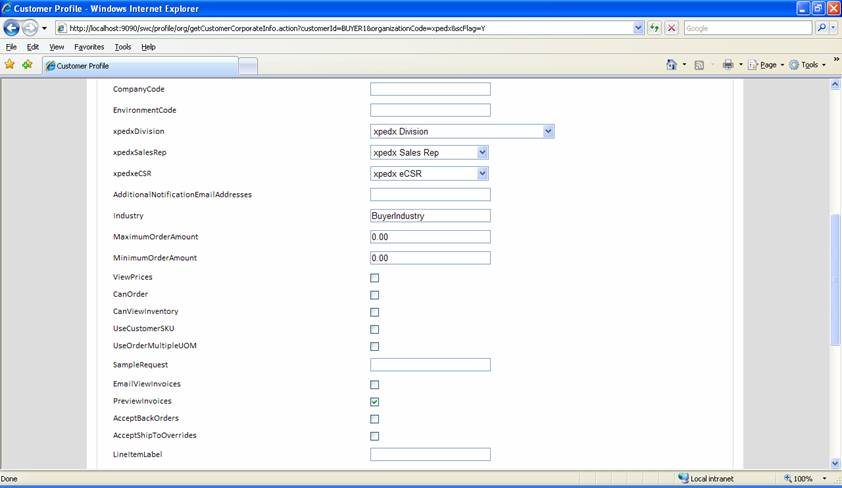 Customer Profile - Windows Internet Explorer
http://localhost:9090/swc/profile/org/getCustomerCorporateInfo.action?customerId=BUYER1&organizationCode=xpedx&scFlag=Y
Google
File Edit View Favorites Tools Help
Customer Profile
Page Tools
CompanyCode
EnvironmentCode
xpedxDivision xpedx Division
xpedxSalesRep xpedx Sales Rep
xpedxeCSR xpedx eCSR
AdditionalNotificationEmailAddresses
Industry BuyerIndustry
MaximumOrderAmount 0.00
MinimumOrderAmount 0.00
ViewPrices
CanOrder
CanViewInventory
UseCustomerSKU
UseOrderMultipleUOM
SampleRequest
EmailViewInvoices
PreviewInvoices
AcceptBackOrders
AcceptShipToOverrides
LineItemLabel
Done Local intranet 100%